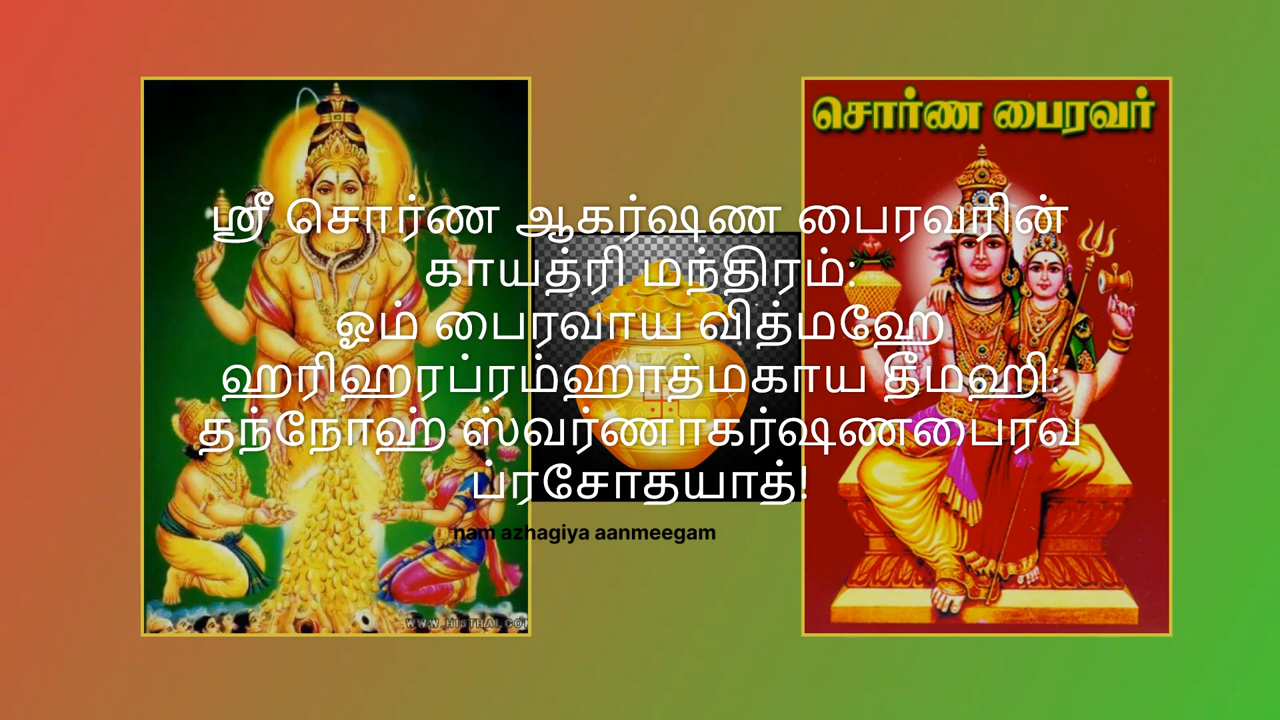 சொர்ண பைரவர்
ஸ்ரீ சொர்ண ஆகர்ஷண பைரவரின்
காயத்ரி மந்திரம்:
ஓம் பைரவாய வித்மஹே
ஹரிஹரப்ரம்ஹாத்மகாய தீமஹி:
தந்நோஹ் ஸ்வர்ணாகர்ஷணபைரவ
ப்ரசோதயாத்!
nam azhagiya aanmeegam